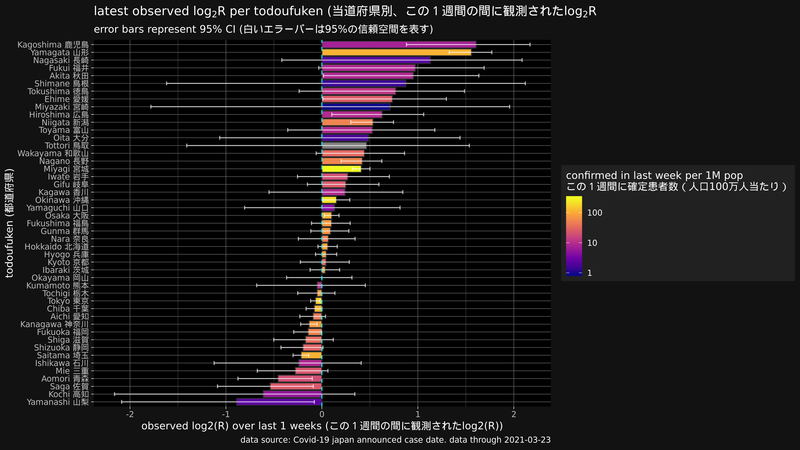 latest observed log₂R per todoufuken (当道府県別、この１週間の間に観測されたlog₂R
error bars represent 95% CI (白いエラーバーは95%の信頼空間を表す)
todoufuken (都道府県)
Kagoshima 鹿児島
Yamagata 山形
Nagasaki 長崎
Fukui 福井
Akita 秋田
Shimane 島根
Tokushima 徳島
Ehime 愛媛
Miyazaki 宮崎
Hiroshima 広島
Niigata 新潟
Toyama 富山
Oita 大分
Tottori 鳥取
Wakayama 和歌山
Nagano 長野
Miyagi 宮城
Iwate 岩手
Gifu 岐阜
Kagawa 香川
Okinawa 沖縄
Yamaguchi 山口
Osaka 大阪
Fukushima 福島
Gunma 群馬
Nara 奈良
Hokkaido 北海道
Hyogo 兵庫
Kyoto 京都
Ibaraki 茨城
Okayama 岡山
Kumamoto 熊本
Tochigi 栃木
Tokyo 東京
Chiba 千葉
Aichi 愛知
Kanagawa 神奈川
Fukuoka 福岡
Shiga 滋賀
Shizuoka 静岡
Saitama 埼玉
Ishikawa 石川
Mie 三重
Aomori 青森
Saga 佐賀
Kochi 高知
Yamanashi 山梨
-2 -1 0 1 2
observed log2(R) over last 1 weeks (この１週間の間に観測されたlog2(R))
data source: Covid-19 japan announced case date. data through 2021-03-23
confirmed in last week per 1M pop
この１週間に確定患者数 ( 人口100万人当たり )
100
10
1